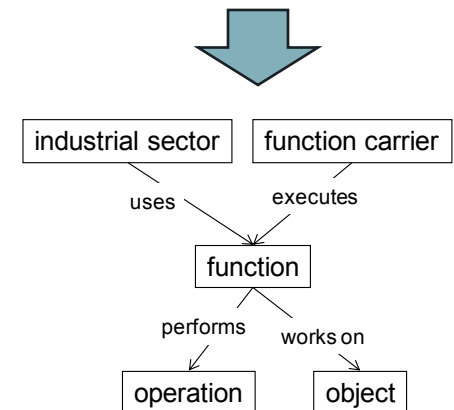 industrial sector
function carrier
uses
executes
function
performs
works on
operation
object